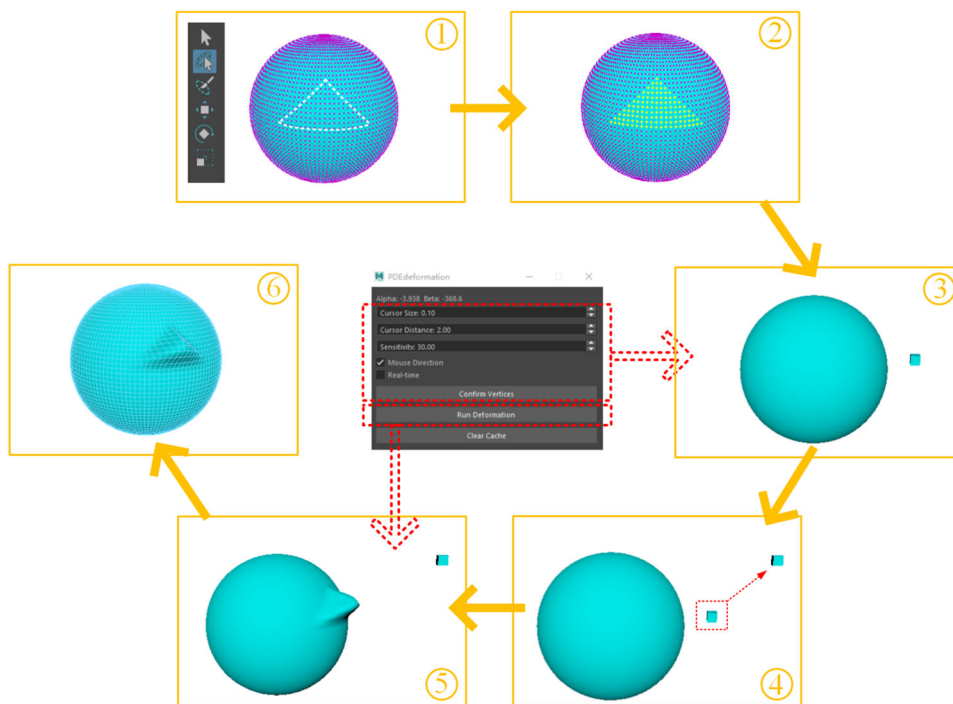 ①
②
③
④
⑤
⑥
PDEdeformation
Alpha: -3.938 Beta: -368.6
Cursor Size: 0.10
Cursor Distance: 2.00
Sensitivity: 30.00
Mouse Direction
Real-time
Confirm Vertices
Run Deformation
Clear Cache